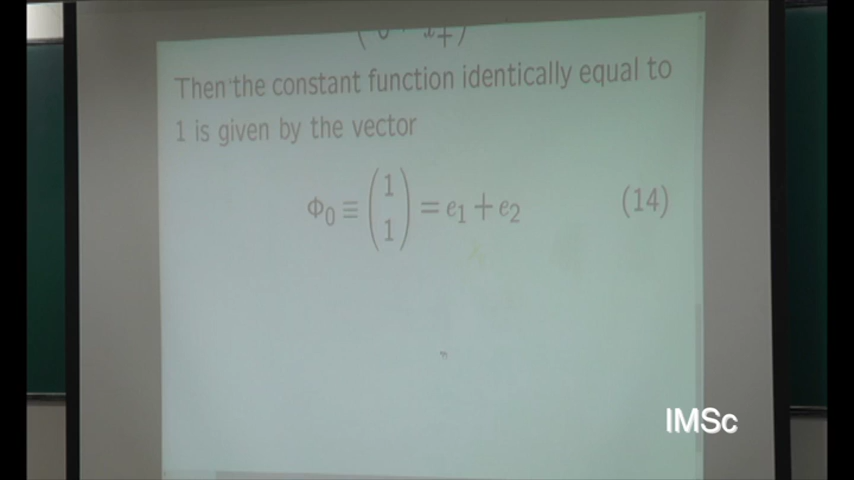 Then the constant function identically equal to
1 is given by the vector
Φ₀ ≡ (1 1) = e₁ + e₂ (14)
IMSc